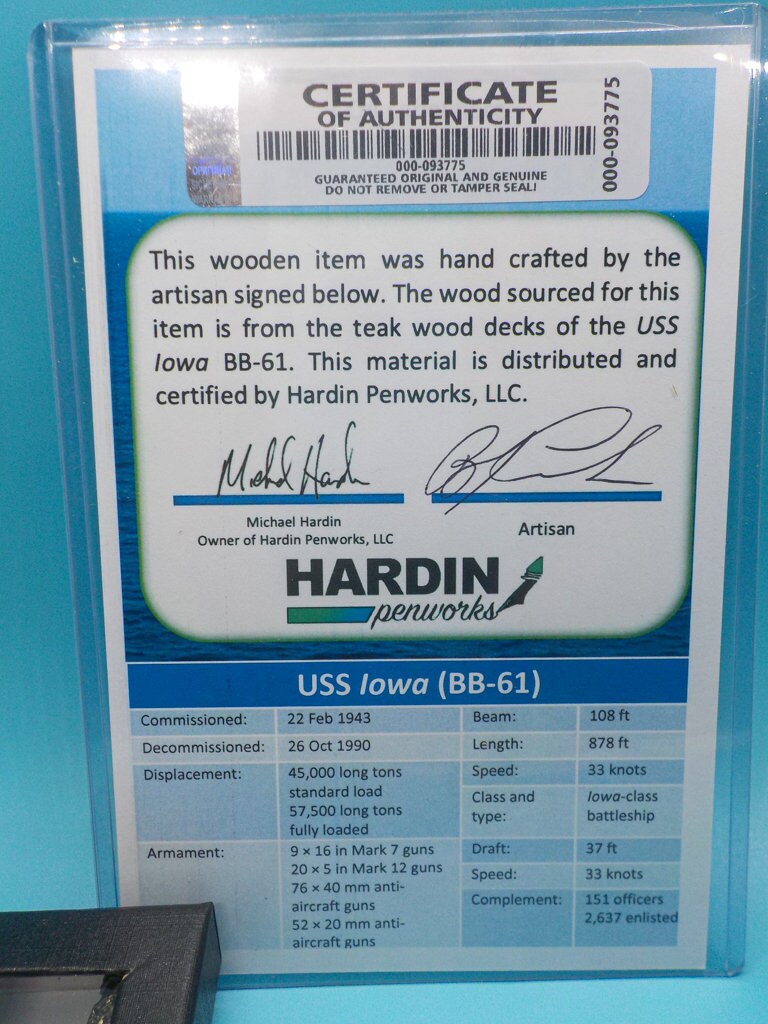 CERTIFICATE
OF AUTHENTICITY
000-093775
000-093775
GUARANTEED ORIGINAL AND GENUINE
DO NOT REMOVE OR TAMPER SEAL!
This wooden item was hand crafted by the
artisan signed below. The wood sourced for this
item is from the teak wood decks of the USS
Iowa BB-61. This material is distributed and
certified by Hardin Penworks, LLC.
Michael Hardin
Owner of Hardin Penworks, LLC
Artisan
HARDIN
penworks
USS Iowa (BB-61)
Commissioned: 22 Feb 1943
Decommissioned: 26 Oct 1990
Displacement: 45,000 long tons
standard load
57,500 long tons
fully loaded
Armament: 9 × 16 in Mark 7 guns
20 × 5 in Mark 12 guns
76 × 40 mm anti-
aircraft guns
52 × 20 mm anti-
aircraft guns
Beam: 108 ft
Length: 878 ft
Speed: 33 knots
Class and Iowa-class
type: battleship
Draft: 37 ft
Speed: 33 knots
Complement: 151 officers
2,637 enlisted